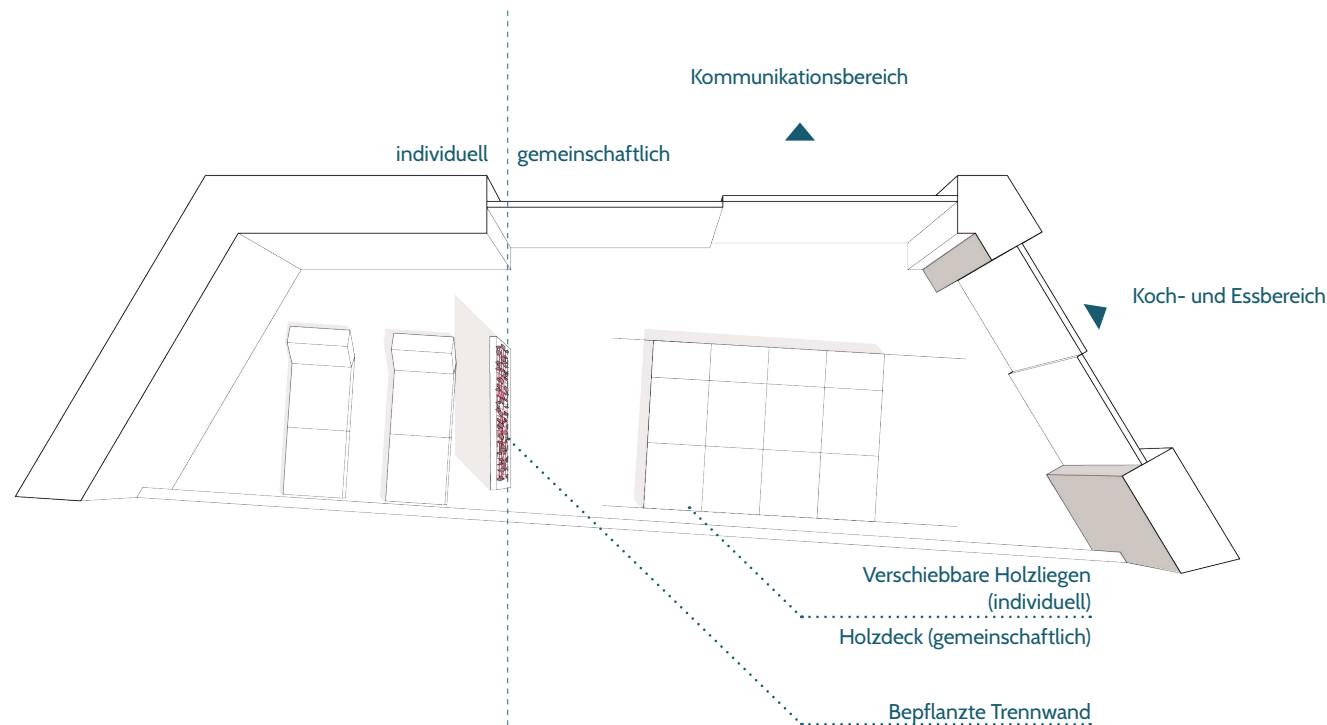 Kommunikationsbereich
individuell
gemeinschaftlich
Koch- und Essbereich
Verschiebbare Holzliegen
(individuell)
Holzdeck (gemeinschaftlich)
Bepflanzte Trennwand